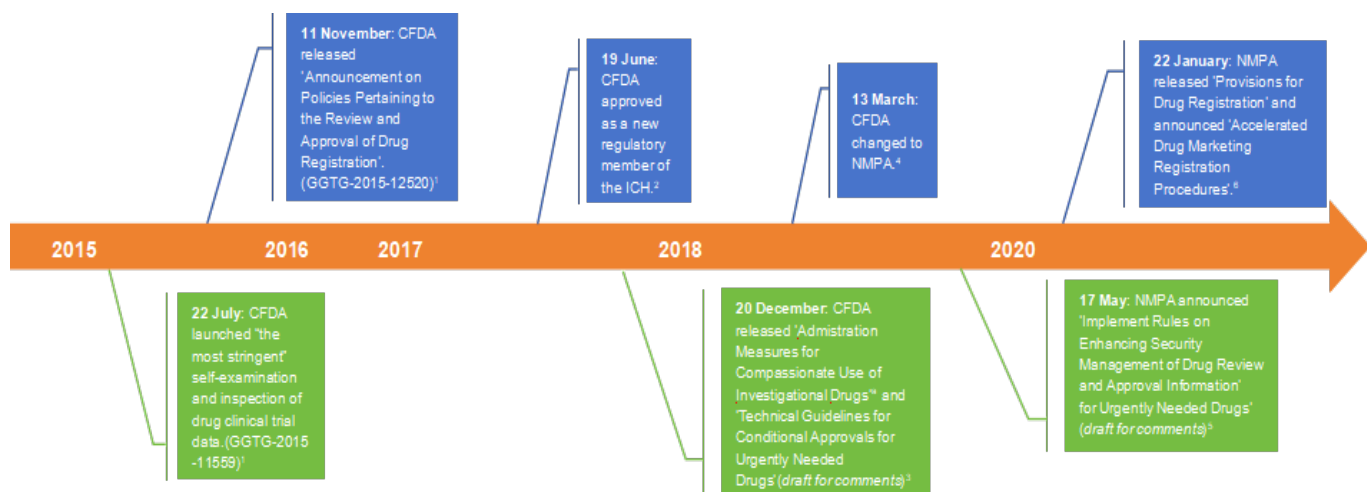 11 November: CFDA
released
'Announcement on
Policies Pertaining to
the Review and
Approval of Drug
Registration'.
(GGTG-2015-12520)¹
19 June:
CFDA
approved
as a new
regulatory
member of
the ICH.²
13 March:
CFDA
changed to
NMPA.⁴
22 January: NMPA
released 'Provisions for
Drug Registration' and
announced 'Accelerated
Drug Marketing
Registration
Procedures'.⁶
2015
2016
2017
2018
2020
22 July: CFDA
launched "the
most stringent"
self-examination
and inspection of
drug clinical trial
data.(GGTG-2015
-11559)¹
20 December: CFDA
released 'Admistration
Measures for
Compassionate Use of
Investigational Drugs'* and
'Technical Guidelines for
Conditional Approvals for
Urgently Needed
Drugs'(draft for comments)³
17 May: NMPA announced
'Implement Rules on
Enhancing Security
Management of Drug Review
and Approval Information'
for Urgently Needed Drugs'
(draft for comments)⁵